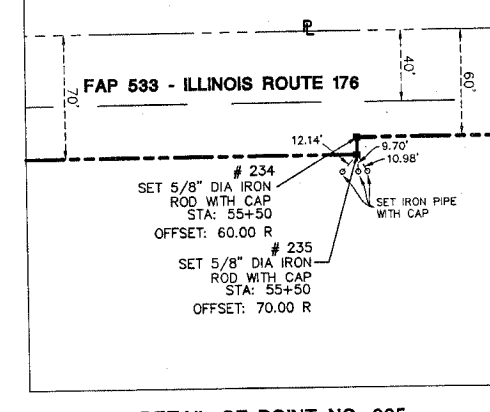 PL
40'
60'
70'
FAP 533 - ILLINOIS ROUTE 176
12.14'
9.70'
10.98'
# 234
SET 5/8" DIA IRON
ROD WITH CAP
STA: 55+50
OFFSET: 60.00 R
SET IRON PIPE
WITH CAP
# 235
SET 5/8" DIA IRON
ROD WITH CAP
STA: 55+50
OFFSET: 70.00 R